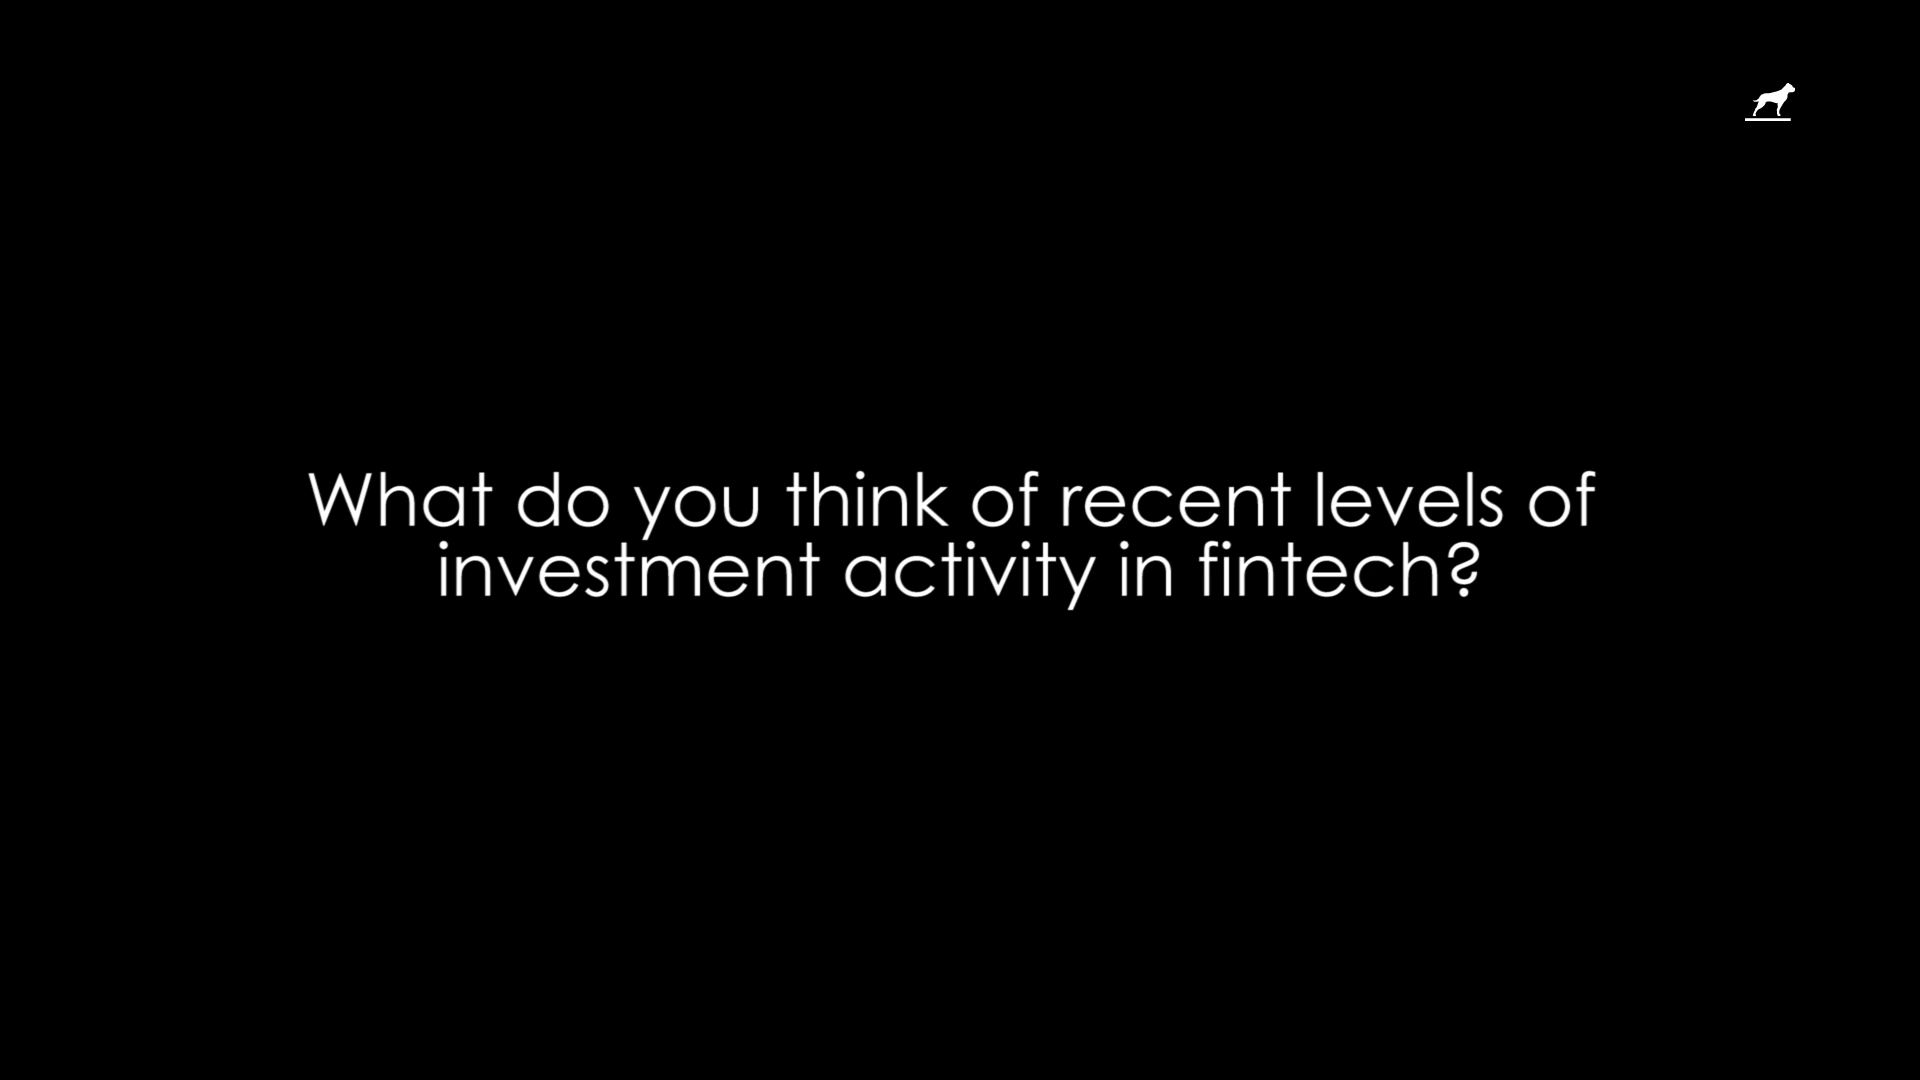 What do you think of recent levels of
investment activity in fintech?